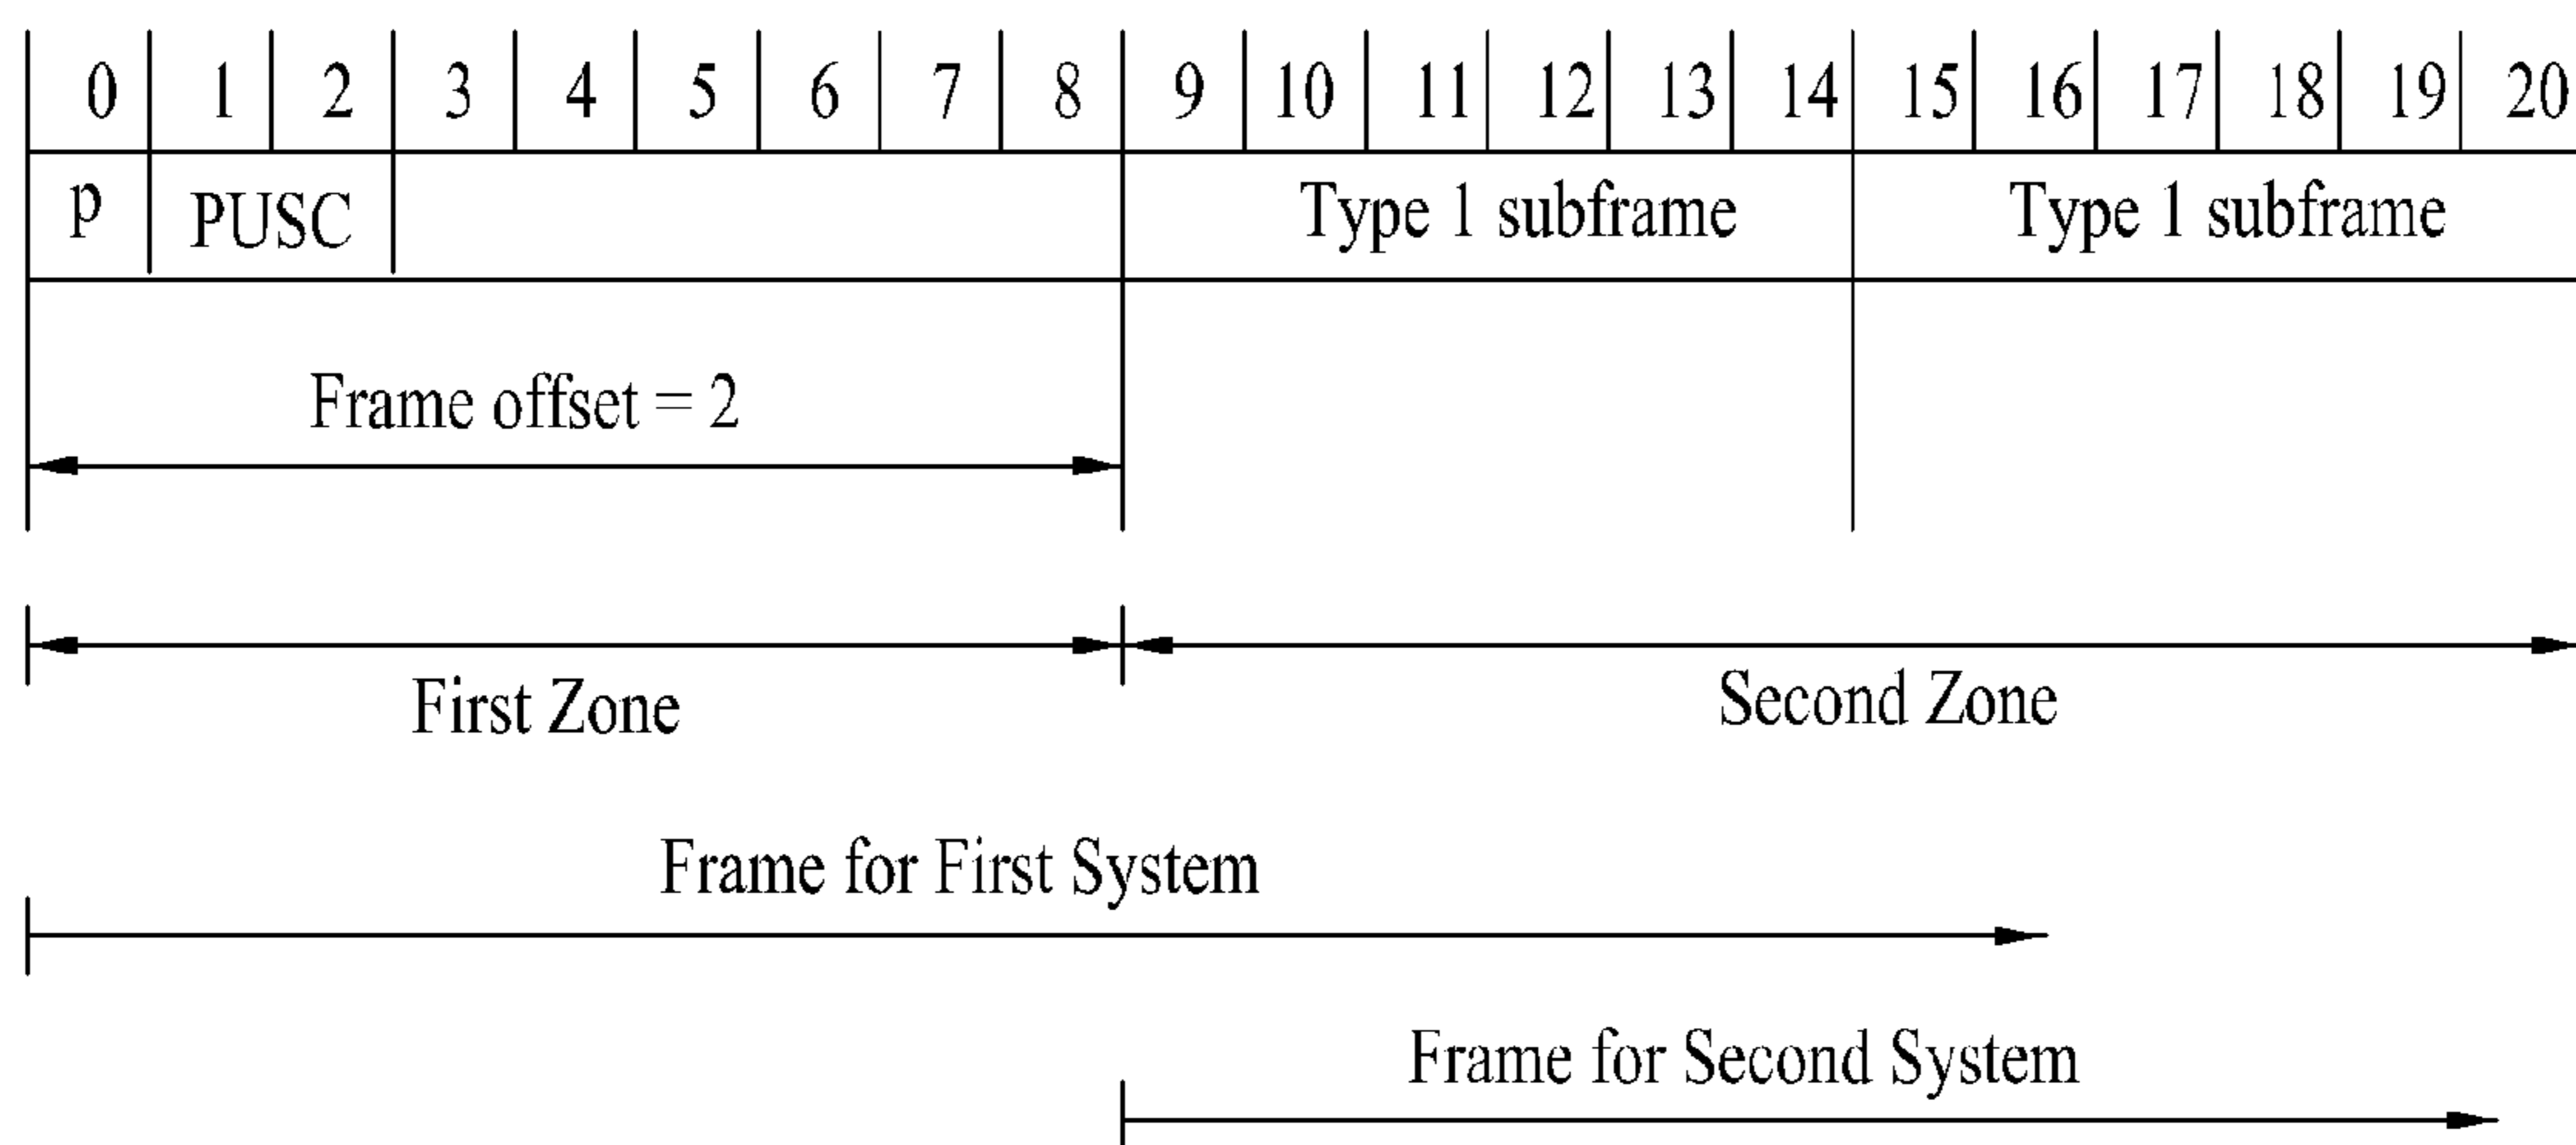 0 1 2 3 4 5 6 7 8 9 10 11 12 13 14 15 16 17 18 19 20
p PUSC Type 1 subframe Type 1 subframe
Frame offset = 2
First Zone Second Zone
Frame for First System
Frame for Second System